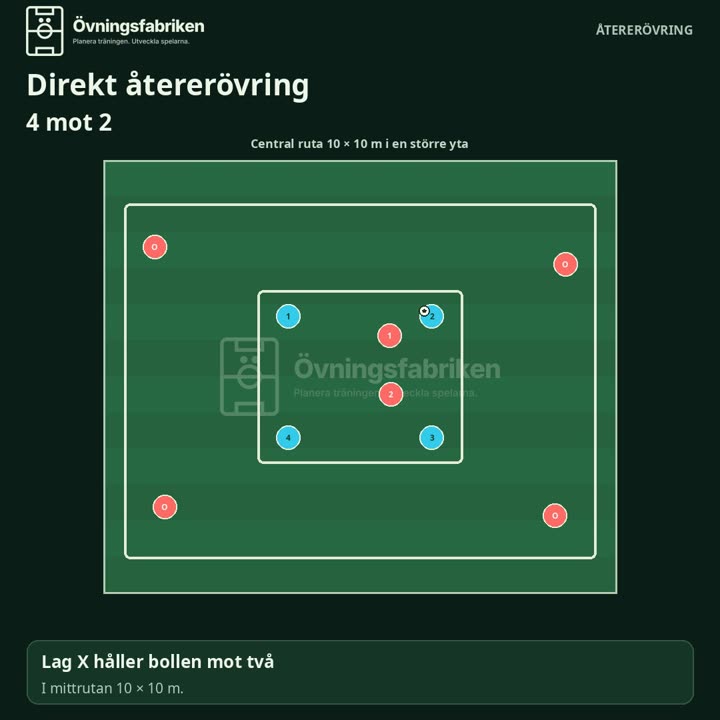 Övningsfabriken
Planera träningen. Utveckla spelarna.
ÅTERERÖVRING
Direkt återerövring
4 mot 2
Central ruta 10 × 10 m i en större yta
O
O
1
2
1
Övningsfabriken
Planera träningen. Utveckla spelarna.
2
4
3
O
O
Lag X håller bollen mot två
I mittrutan 10 × 10 m.